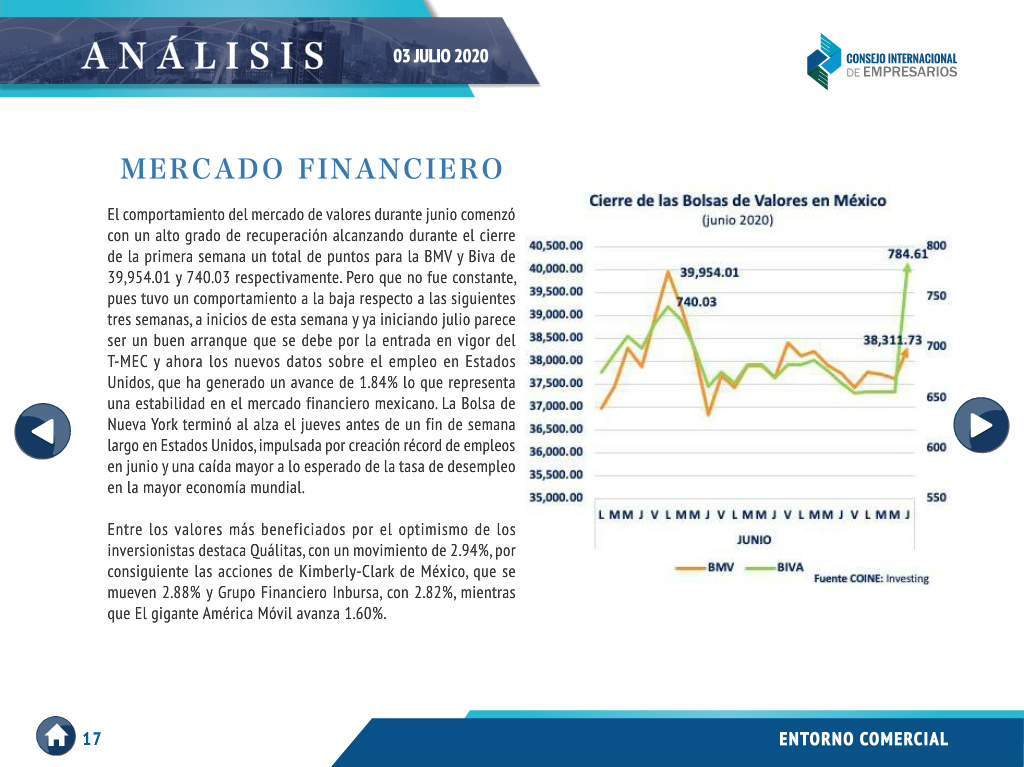 ANÁLISIS
03 JULIO 2020
CONSEJO INTERNACIONAL
DE EMPRESARIOS
MERCADO FINANCIERO
El comportamiento del mercado de valores durante junio comenzó
con un alto grado de recuperación alcanzando durante el cierre
de la primera semana un total de puntos para la BMV y Biva de
39,954.01 y 740.03 respectivamente. Pero que no fue constante,
pues tuvo un comportamiento a la baja respecto a las siguientes
tres semanas, a inicios de esta semana y ya iniciando julio parece
ser un buen arranque que se debe por la entrada en vigor del
T-MEC y ahora los nuevos datos sobre el empleo en Estados
Unidos, que ha generado un avance de 1.84% lo que representa
una estabilidad en el mercado financiero mexicano. La Bolsa de
Nueva York terminó al alza el jueves antes de un fin de semana
largo en Estados Unidos, impulsada por creación récord de empleos
en junio y una caída mayor a lo esperado de la tasa de desempleo
en la mayor economía mundial.
Entre los valores más beneficiados por el optimismo de los
inversionistas destaca Quálitas, con un movimiento de 2.94%, por
consiguiente las acciones de Kimberly-Clark de México, que se
mueven 2.88% y Grupo Financiero Inbursa, con 2.82%, mientras
que El gigante América Móvil avanza 1.60%.
Cierre de las Bolsas de Valores en México
(junio 2020)
40,500.00
40,000.00
39,500.00
39,000.00
38,500.00
38,000.00
37,500.00
37,000.00
36,500.00
36,000.00
35,500.00
35,000.00
39,954.01
740.03
784.61
38,311.73
800
750
700
650
600
550
L M M J V L M M J V L M M J V L M M J V L M M J
JUNIO
BMV BIVA
Fuente COINE: Investing
17
ENTORNO COMERCIAL